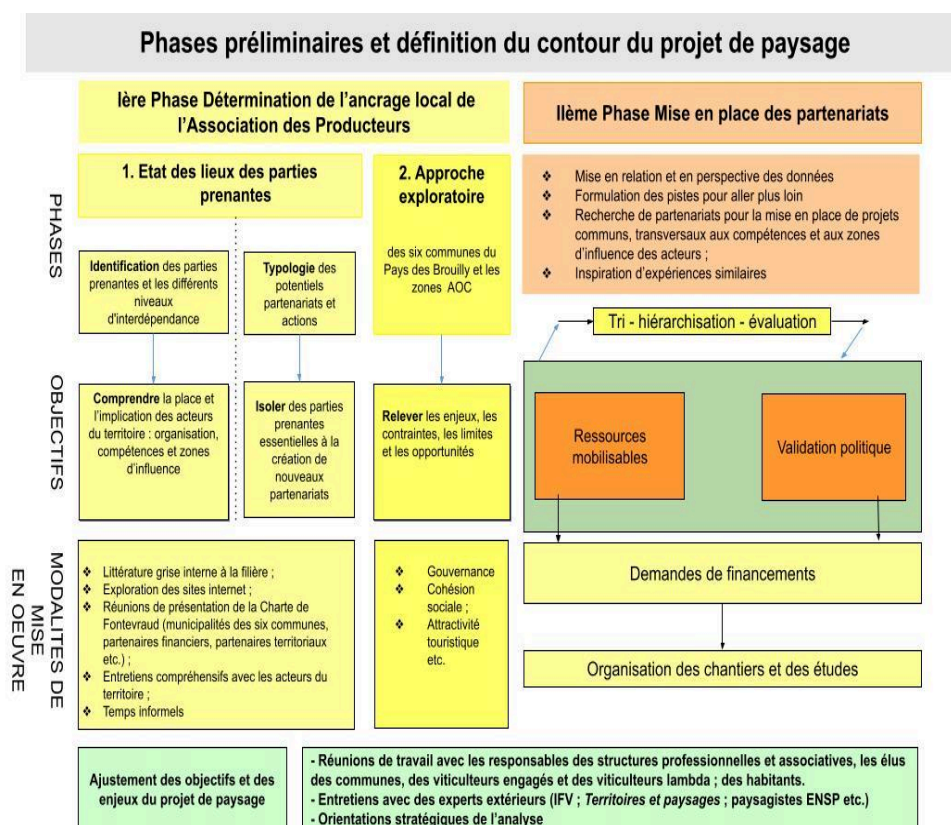 Phases préliminaires et définition du contour du projet de paysage
Ière Phase Détermination de l'ancrage local de
l'Association des Producteurs
IIème Phase Mise en place des partenariats
PHASES
1. Etat des lieux des parties
prenantes
2. Approche
exploratoire
des six communes du
Pays des Brouilly et les
zones AOC
Identification des parties
prenantes et les différents
niveaux
d'interdépendance
Typologie des
potentiels
partenariats et
actions
❖ Mise en relation et en perspective des données
❖ Formulation des pistes pour aller plus loin
❖ Recherche de partenariats pour la mise en place de projets
communs, transversaux aux compétences et aux zones
d'influence des acteurs ;
❖ Inspiration d'expériences similaires
Tri - hiérarchisation - évaluation
OBJECTIFS
Comprendre la place et
l'implication des acteurs
du territoire : organisation,
compétences et zones
d'influence
Isoler des parties
prenantes
essentielles à la
création de
nouveaux
partenariats
Relever les enjeux, les
contraintes, les limites
et les opportunités
Ressources
mobilisables
Validation politique
MODALITES DE
MISE
EN OEUVRE
❖ Littérature grise interne à la filière ;
❖ Exploration des sites internet ;
❖ Réunions de présentation de la Charte de
Fontevraud (municipalités des six communes,
partenaires financiers, partenaires territoriaux
etc.) ;
❖ Entretiens compréhensifs avec les acteurs du
territoire ;
❖ Temps informels
❖ Gouvernance
❖ Cohésion
sociale ;
❖ Attractivité
touristique
etc.
Demandes de financements
Organisation des chantiers et des études
Ajustement des objectifs et des
enjeux du projet de paysage
- Réunions de travail avec les responsables des structures professionnelles et associatives, les élus
des communes, des viticulteurs engagés et des viticulteurs lambda ; des habitants.
- Entretiens avec des experts extérieurs (IFV ; Territoires et paysages ; paysagistes ENSP etc.)
- Orientations stratégiques de l'analyse